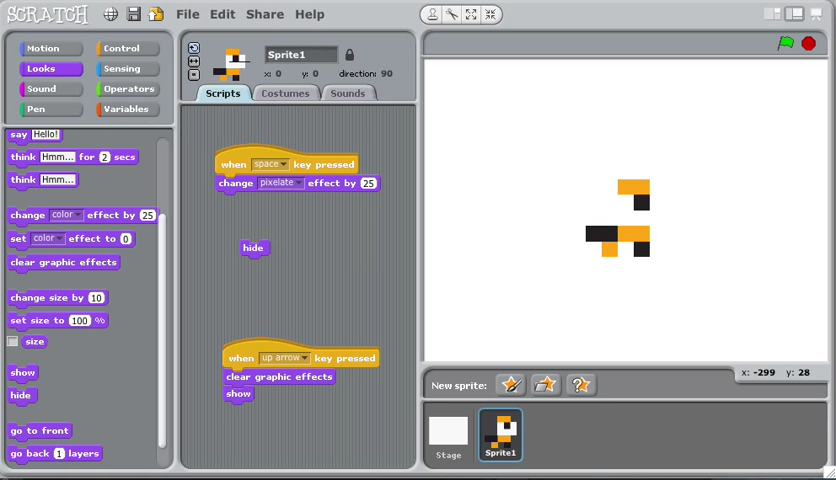 SCRATCH File Edit Share Help
Motion Control
Looks Sensing
Sound Operators
Pen Variables
say Hello!
think Hmm... for 2 secs
think Hmm...
change color effect by 25
set color effect to 0
clear graphic effects
change size by 10
set size to 100 %
size
show
hide
go to front
go back 1 layers
Sprite1
x: 0 y: 0 direction: 90
Scripts Costumes Sounds
when space key pressed
change pixelate effect by 25
hide
when up arrow key pressed
clear graphic effects
show
x: -299 y: 28
New sprite:
Stage
Sprite1